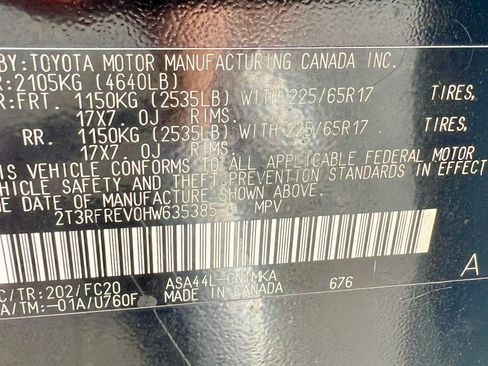 BY: TOYOTA MOTOR MANUFACTURING CANADA INC.
R: 2105KG (4640LB)
R: FRT. 1150KG (2535LB) WITH 225/65R17 TIRES,
17X7.0J RIMS.
RR. 1150KG (2535LB) WITH 225/65R17 TIRES,
17X7.0J RIMS.
IS VEHICLE CONFORMS TO ALL APPLICABLE FEDERAL MOTOR
VEHICLE SAFETY AND THEFT PREVENTION STANDARDS IN EFFECT
HE DATE OF MANUFACTURE SHOWN ABOVE.
2T3RFREV0HW635385 MPV
C/TR: 202/FC20 ASA44L- 676 A
A/TM: -01A/U760F MADE IN CANADA